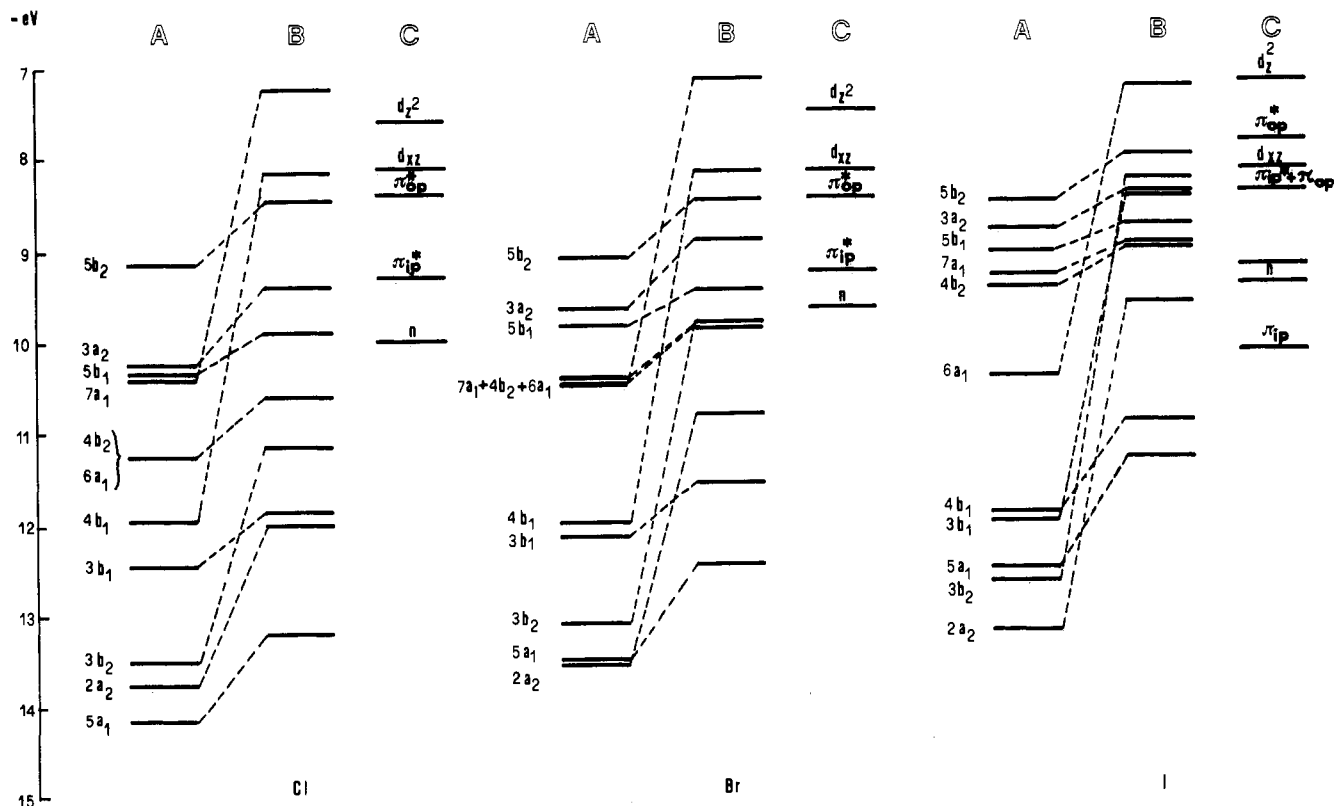 - eV
A
B
C
A
B
C
A
B
C
7
8
9
10
11
12
13
14
15
5b₂
3a₂
5b₁
7a₁
4b₂
6a₁
4b₁
3b₁
3b₂
2a₂
5a₁
d_z²
d_xz
π*_op
π*_ip
n
Cl
5b₂
3a₂
5b₁
7a₁+4b₂+6a₁
4b₁
3b₁
3b₂
5a₁
2a₂
d_z²
d_xz
π*_op
π*_ip
n
Br
5b₂
3a₂
5b₁
7a₁
4b₂
6a₁
4b₁
3b₁
5a₁
3b₂
2a₂
d_z²
π*_op
d_xz
π*_ip+π_op
n
π_ip
I